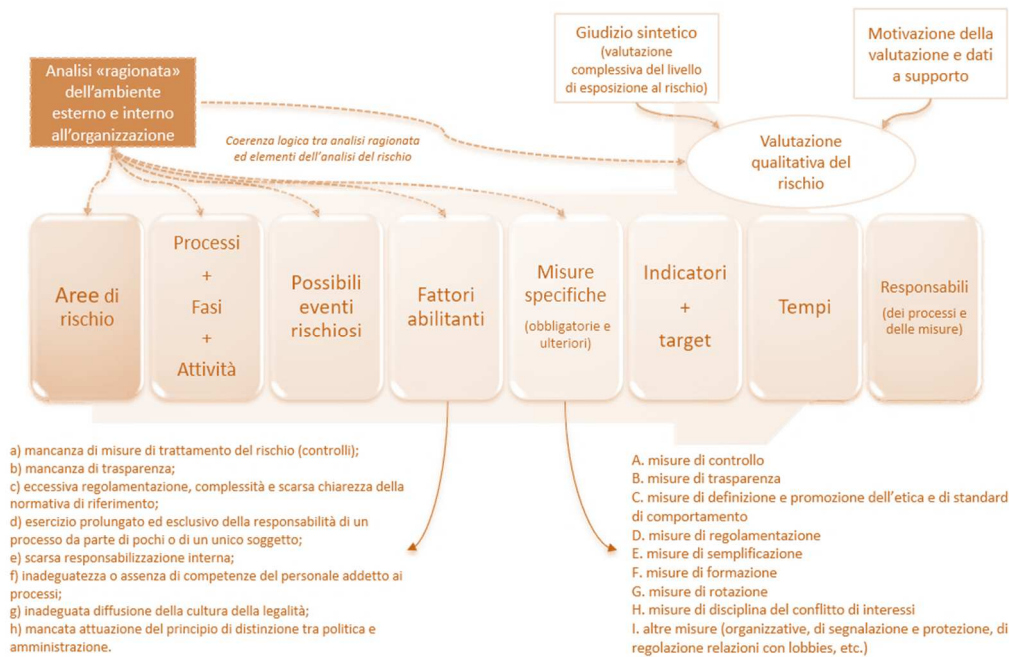 Analisi «ragionata»
dell'ambiente
esterno e interno
all'organizzazione
Giudizio sintetico
(valutazione
complessiva del livello
di esposizione al rischio)
Motivazione della
valutazione e dati
a supporto
Coerenza logica tra analisi ragionata
ed elementi dell'analisi del rischio
Valutazione
qualitativa del
rischio
Aree di
rischio
Processi
+
Fasi
+
Attività
Possibili
eventi
rischiosi
Fattori
abilitanti
Misure
specifiche
(obbligatorie e
ulteriori)
Indicatori
+
target
Tempi
Responsabili
(dei processi e
delle misure)
a) mancanza di misure di trattamento del rischio (controlli);
b) mancanza di trasparenza;
c) eccessiva regolamentazione, complessità e scarsa chiarezza della
normativa di riferimento;
d) esercizio prolungato ed esclusivo della responsabilità di un
processo da parte di pochi o di un unico soggetto;
e) scarsa responsabilizzazione interna;
f) inadeguatezza o assenza di competenze del personale addetto ai
processi;
g) inadeguata diffusione della cultura della legalità;
h) mancata attuazione del principio di distinzione tra politica e
amministrazione.
A. misure di controllo
B. misure di trasparenza
C. misure di definizione e promozione dell'etica e di standard
di comportamento
D. misure di regolamentazione
E. misure di semplificazione
F. misure di formazione
G. misure di rotazione
H. misure di disciplina del conflitto di interessi
I. altre misure (organizzative, di segnalazione e protezione, di
regolazione relazioni con lobbies, etc.)